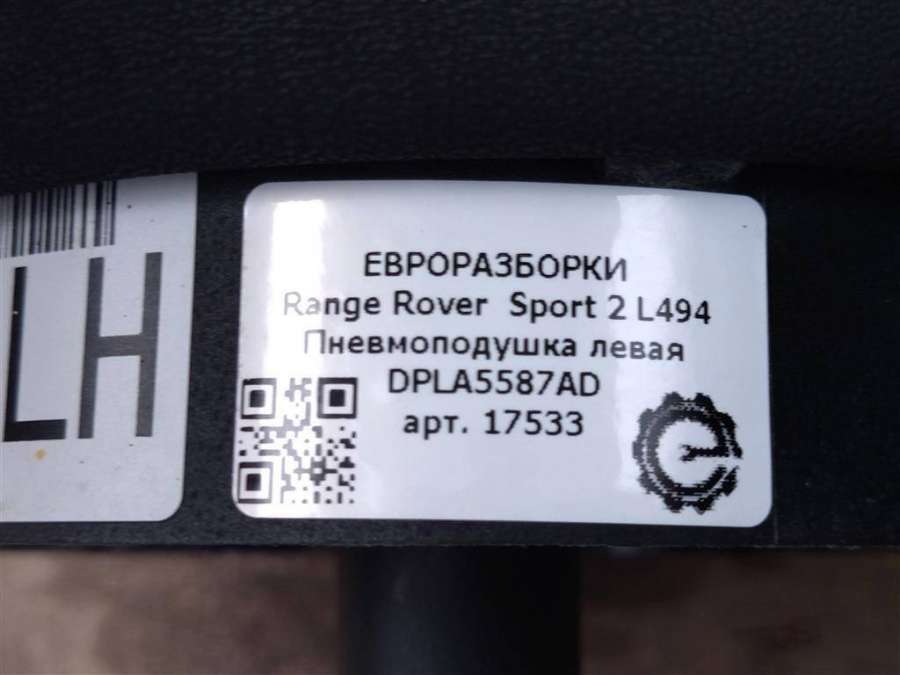 LH
ЕВРОРАЗБОРКИ
Range Rover Sport 2 L494
Пневмоподушка левая
DPLA5587AD
арт. 17533